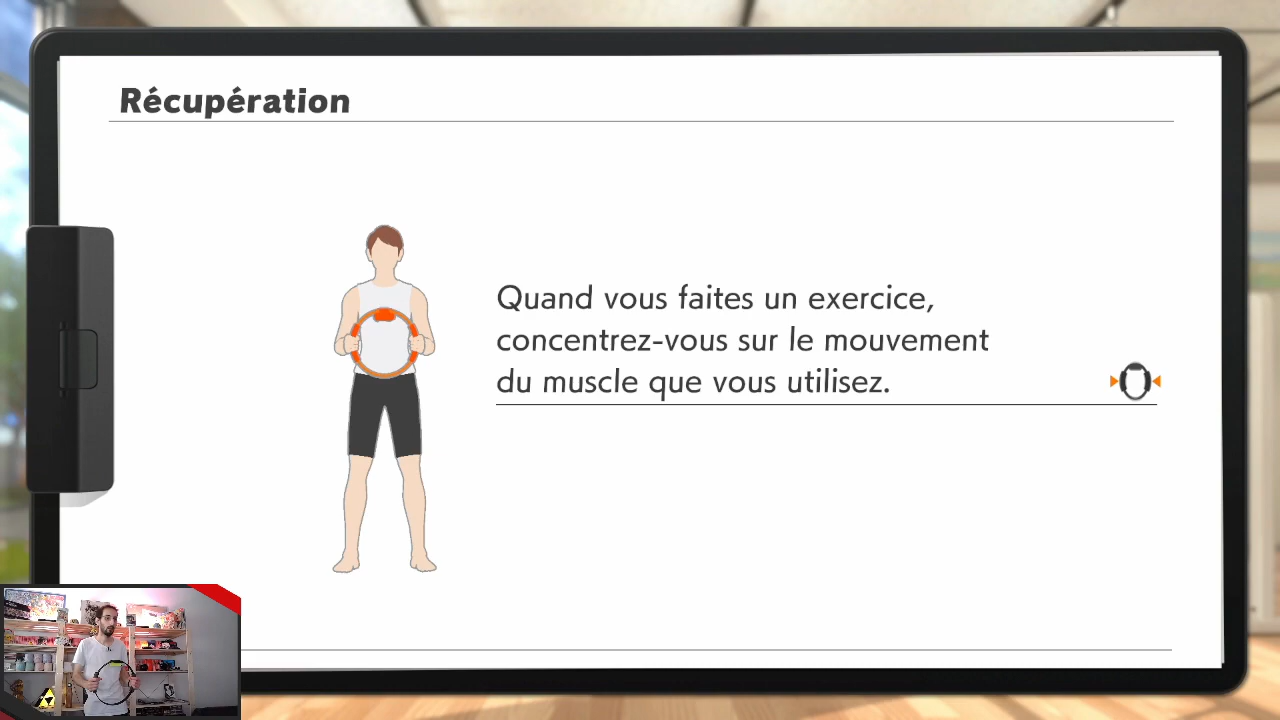 Récupération
Quand vous faites un exercice,
concentrez-vous sur le mouvement
du muscle que vous utilisez.